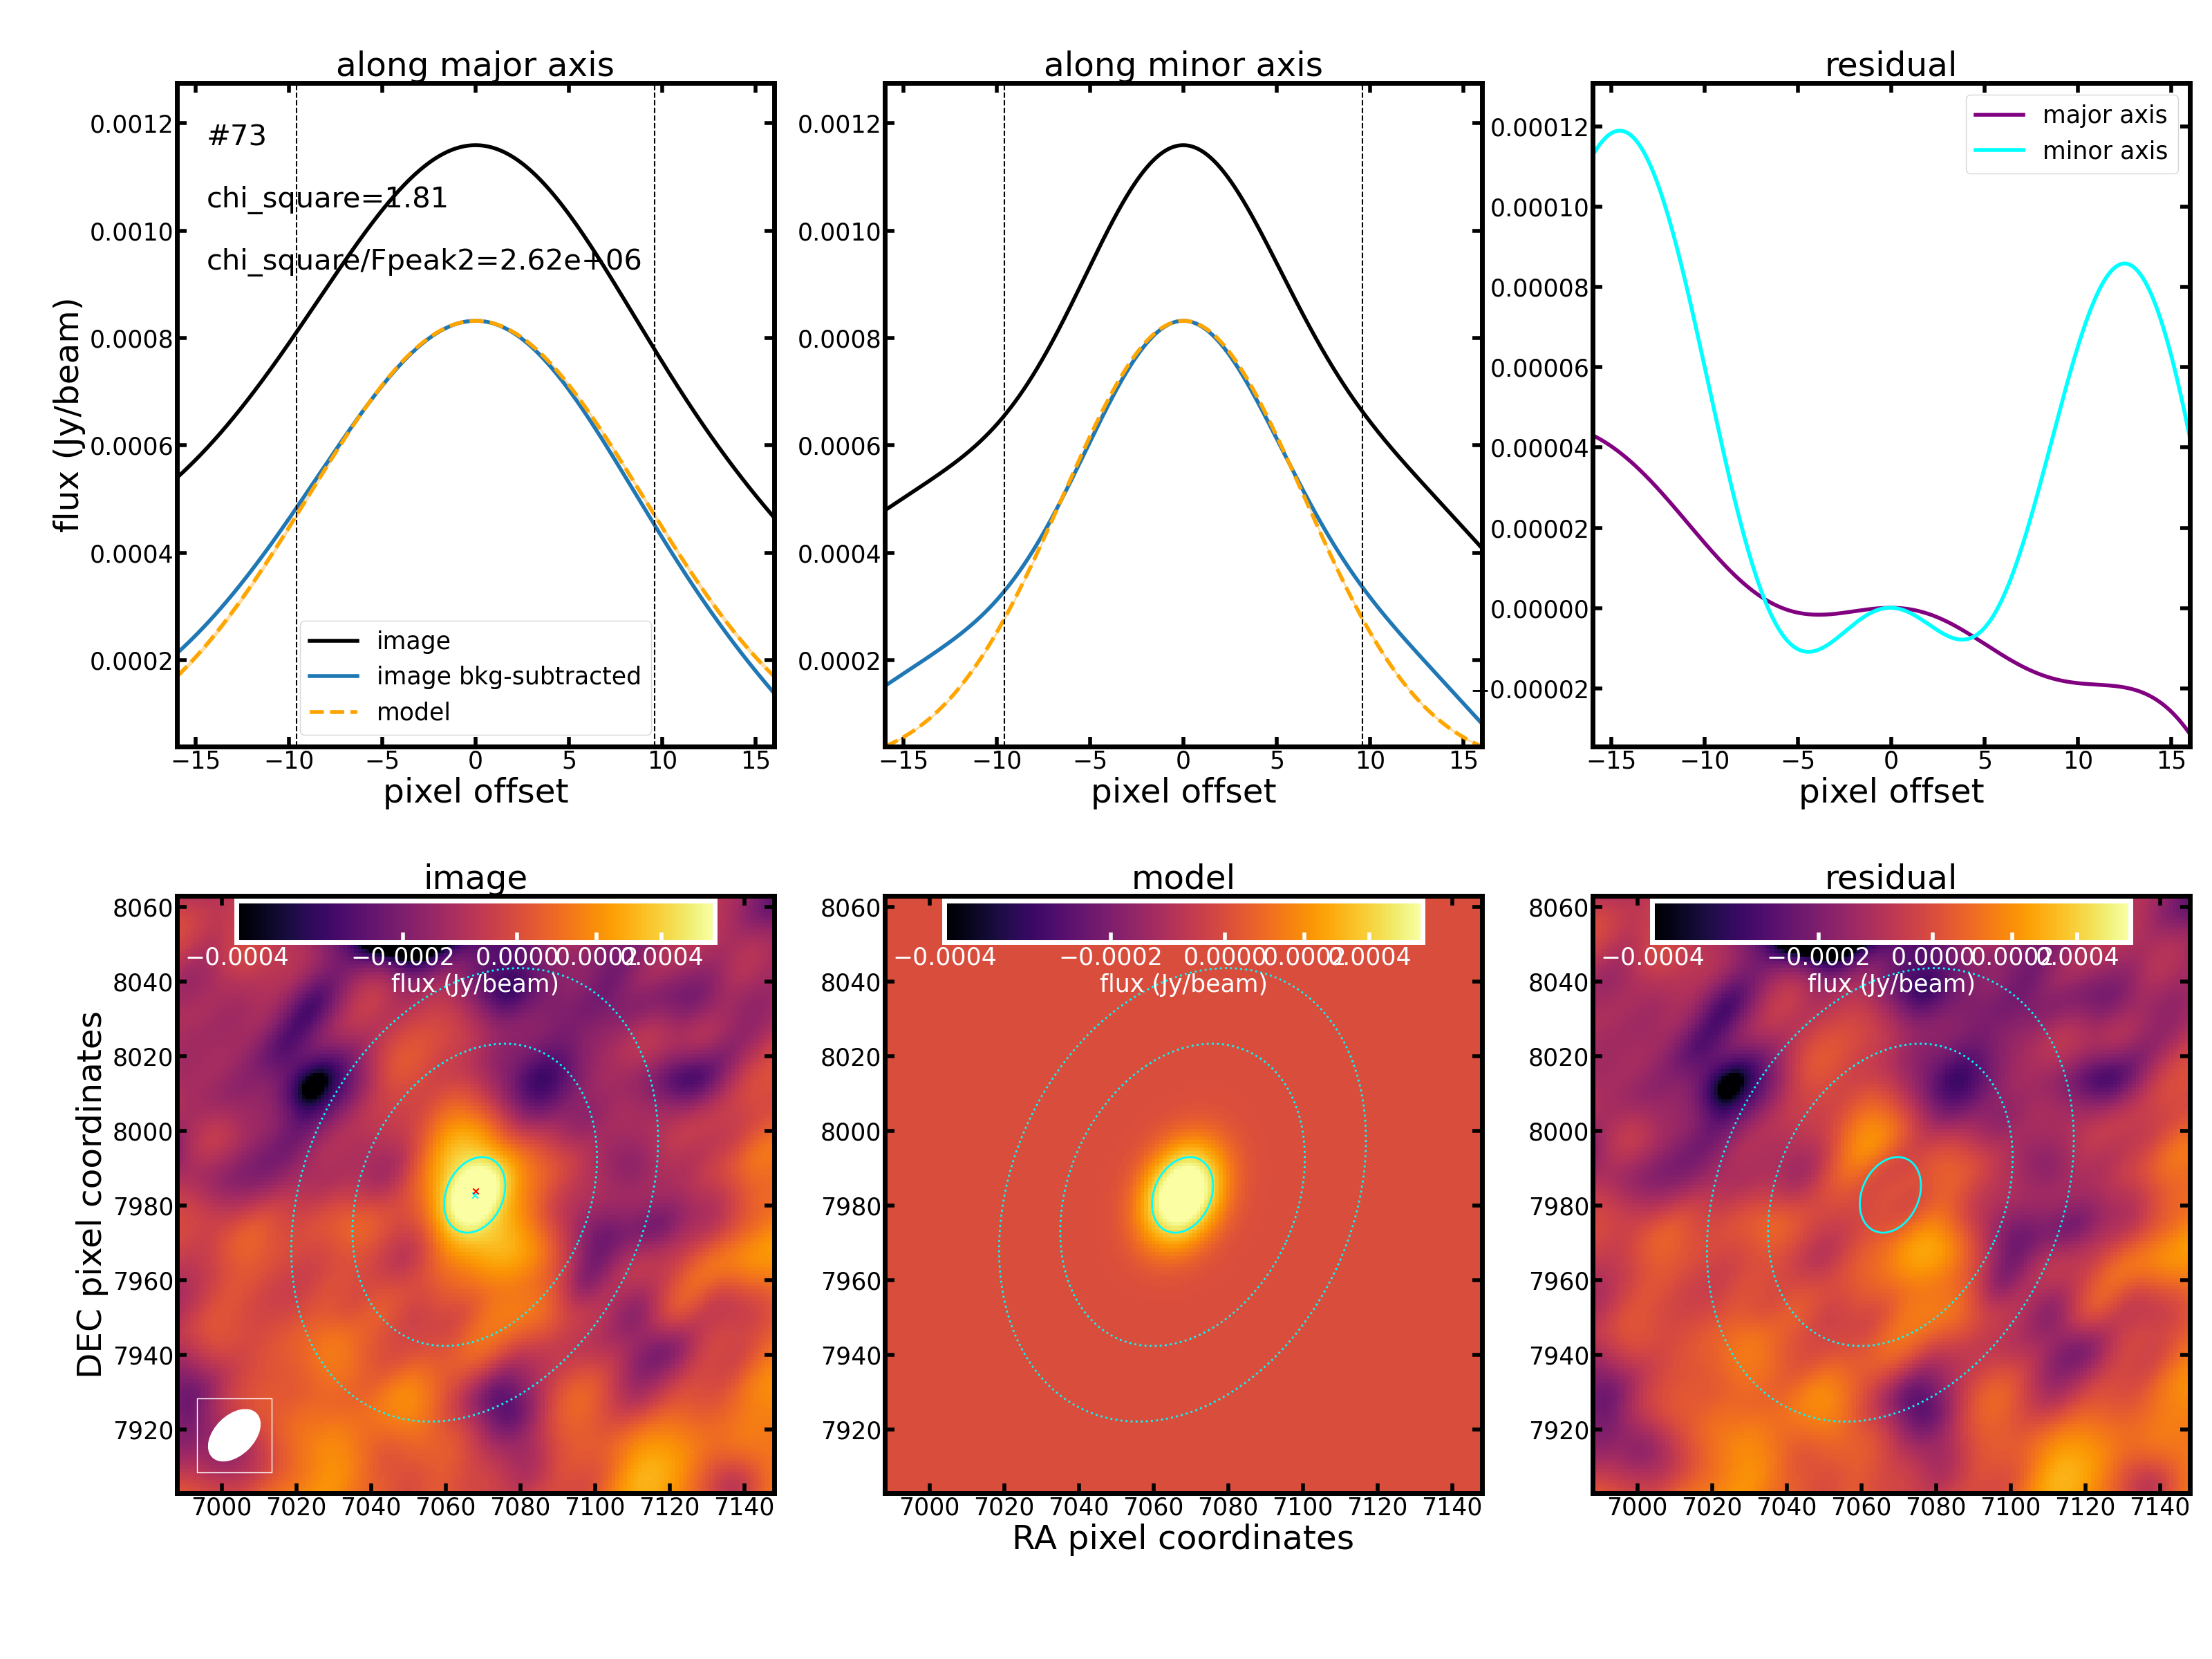 along major axis
along minor axis
residual
0.0012
0.0010
0.0008
0.0006
0.0004
0.0002
flux (Jy/beam)
#73
chi_square=1.81
chi_square/Fpeak2=2.62e+06
image
image bkg-subtracted
model
−15 −10 −5 0 5 10 15
pixel offset
0.0012
0.0010
0.0008
0.0006
0.0004
0.0002
−15 −10 −5 0 5 10 15
pixel offset
0.00012
0.00010
0.00008
0.00006
0.00004
0.00002
0.00000
−0.00002
major axis
minor axis
−15 −10 −5 0 5 10 15
pixel offset
image
model
residual
8060
8040
8020
8000
7980
7960
7940
7920
DEC pixel coordinates
−0.0004 −0.0002 0.0000 0.0002 0.0004
flux (Jy/beam)
7000 7020 7040 7060 7080 7100 7120 7140
8060
8040
8020
8000
7980
7960
7940
7920
−0.0004 −0.0002 0.0000 0.0002 0.0004
flux (Jy/beam)
7000 7020 7040 7060 7080 7100 7120 7140
RA pixel coordinates
8060
8040
8020
8000
7980
7960
7940
7920
−0.0004 −0.0002 0.0000 0.0002 0.0004
flux (Jy/beam)
7000 7020 7040 7060 7080 7100 7120 7140